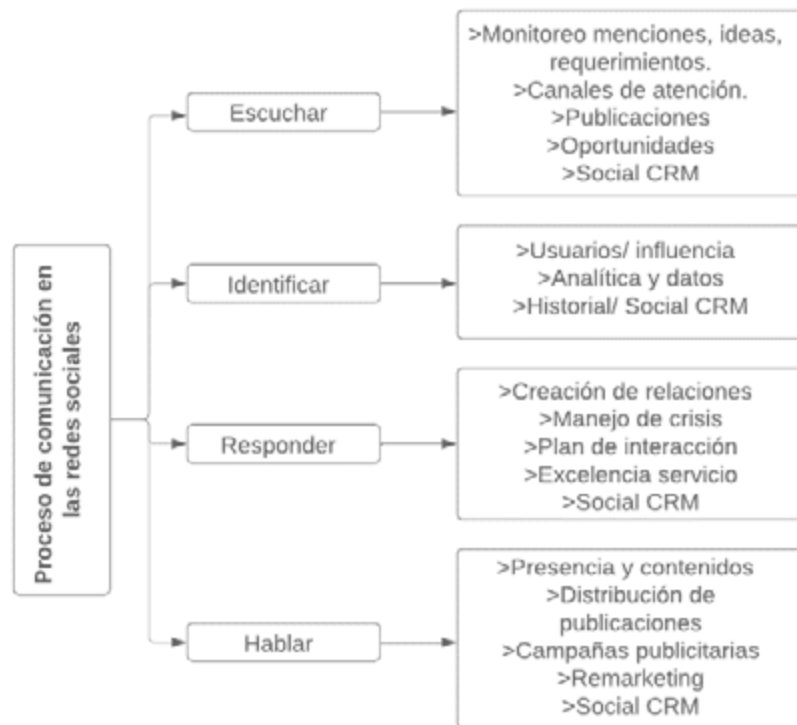 Proceso de comunicación en
las redes sociales
Escuchar
>Monitoreo menciones, ideas,
requerimientos.
>Canales de atención.
>Publicaciones
>Oportunidades
>Social CRM
Identificar
>Usuarios/ influencia
>Analítica y datos
>Historial/ Social CRM
Responder
>Creación de relaciones
>Manejo de crisis
>Plan de interacción
>Excelencia servicio
>Social CRM
Hablar
>Presencia y contenidos
>Distribución de
publicaciones
>Campañas publicitarias
>Remarketing
>Social CRM